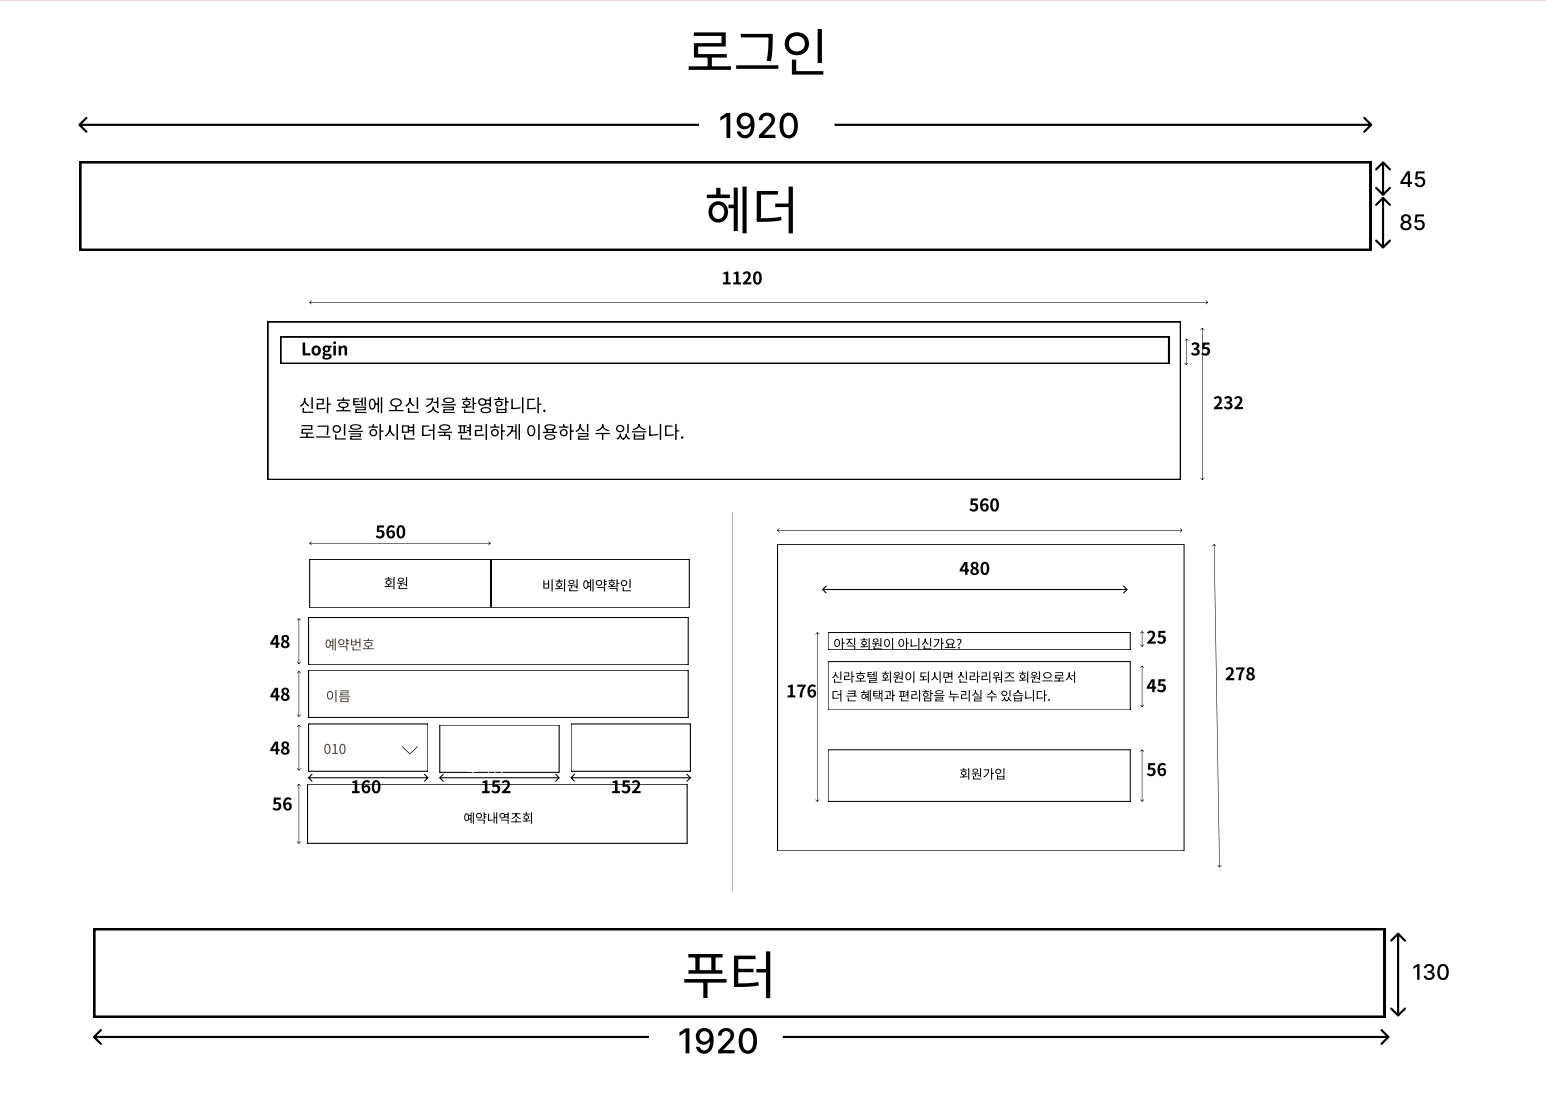 로그인
1920
헤더
45
85
1120
Login
35
신라 호텔에 오신 것을 환영합니다.
로그인을 하시면 더욱 편리하게 이용하실 수 있습니다.
232
560
560
회원
비회원 예약확인
48
예약번호
48
이름
48
010
160
152
152
56
예약내역조회
480
176
아직 회원이 아니신가요?
25
신라호텔 회원이 되시면 신라리워즈 회원으로서
더 큰 혜택과 편리함을 누리실 수 있습니다.
45
278
회원가입
56
푸터
130
1920